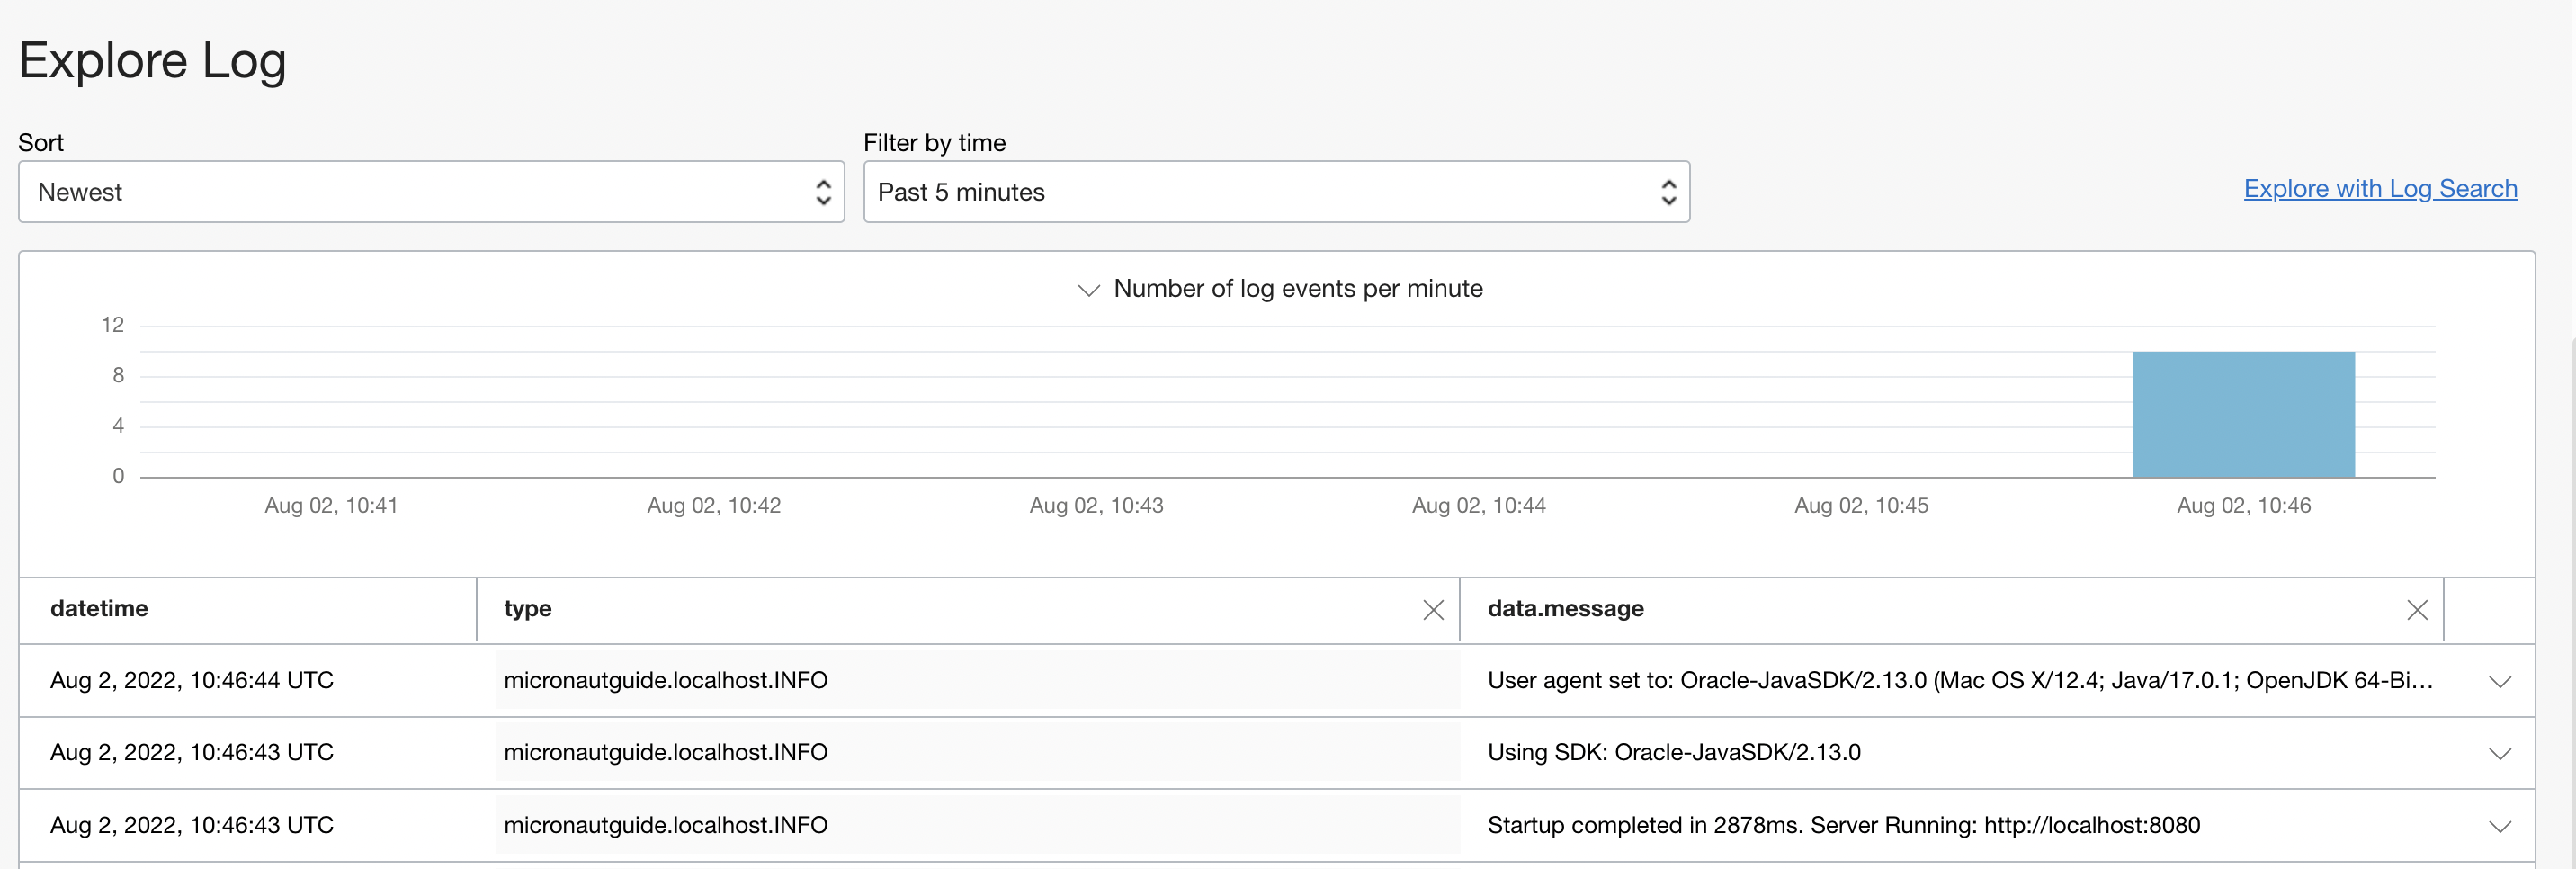 Explore Log
Sort
Filter by time
Newest
Past 5 minutes
Explore with Log Search
Number of log events per minute
12
8
4
0
Aug 02, 10:41
Aug 02, 10:42
Aug 02, 10:43
Aug 02, 10:44
Aug 02, 10:45
Aug 02, 10:46
datetime
type
data.message
Aug 2, 2022, 10:46:44 UTC
micronautguide.localhost.INFO
User agent set to: Oracle-JavaSDK/2.13.0 (Mac OS X/12.4; Java/17.0.1; OpenJDK 64-Bi...
Aug 2, 2022, 10:46:43 UTC
micronautguide.localhost.INFO
Using SDK: Oracle-JavaSDK/2.13.0
Aug 2, 2022, 10:46:43 UTC
micronautguide.localhost.INFO
Startup completed in 2878ms. Server Running: http://localhost:8080